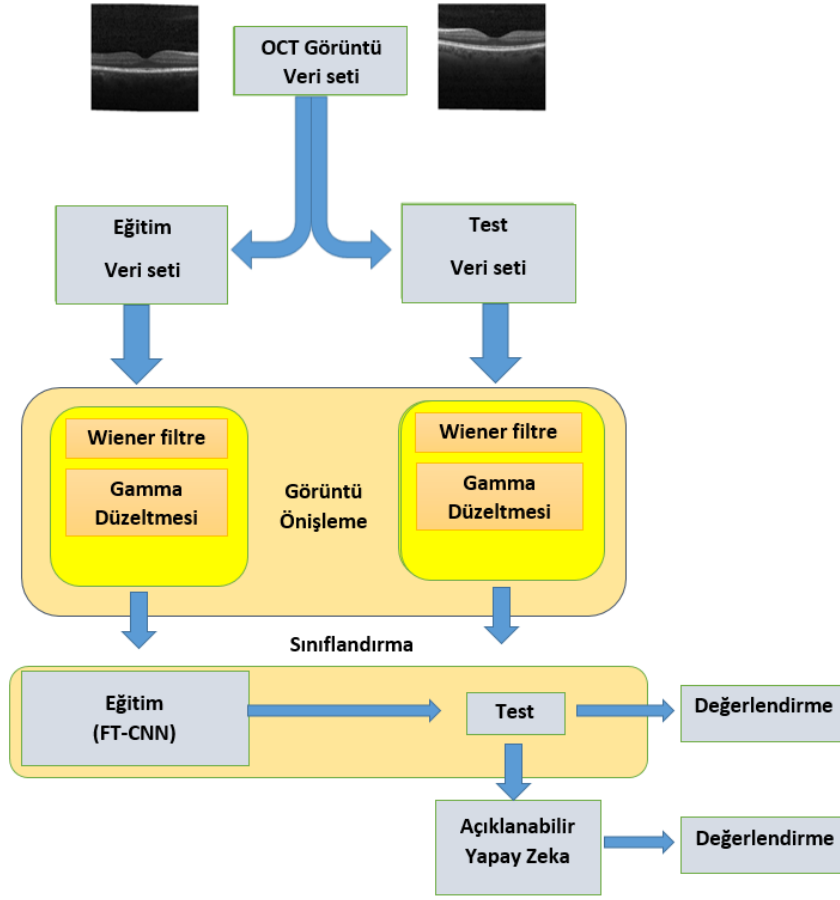 OCT Görüntü
Veri seti
Eğitim
Veri seti
Test
Veri seti
Wiener filtre
Gamma
Düzeltmesi
Görüntü
Önişleme
Wiener filtre
Gamma
Düzeltmesi
Sınıflandırma
Eğitim
(FT-CNN)
Test
Değerlendirme
Açıklanabilir
Yapay Zeka
Değerlendirme